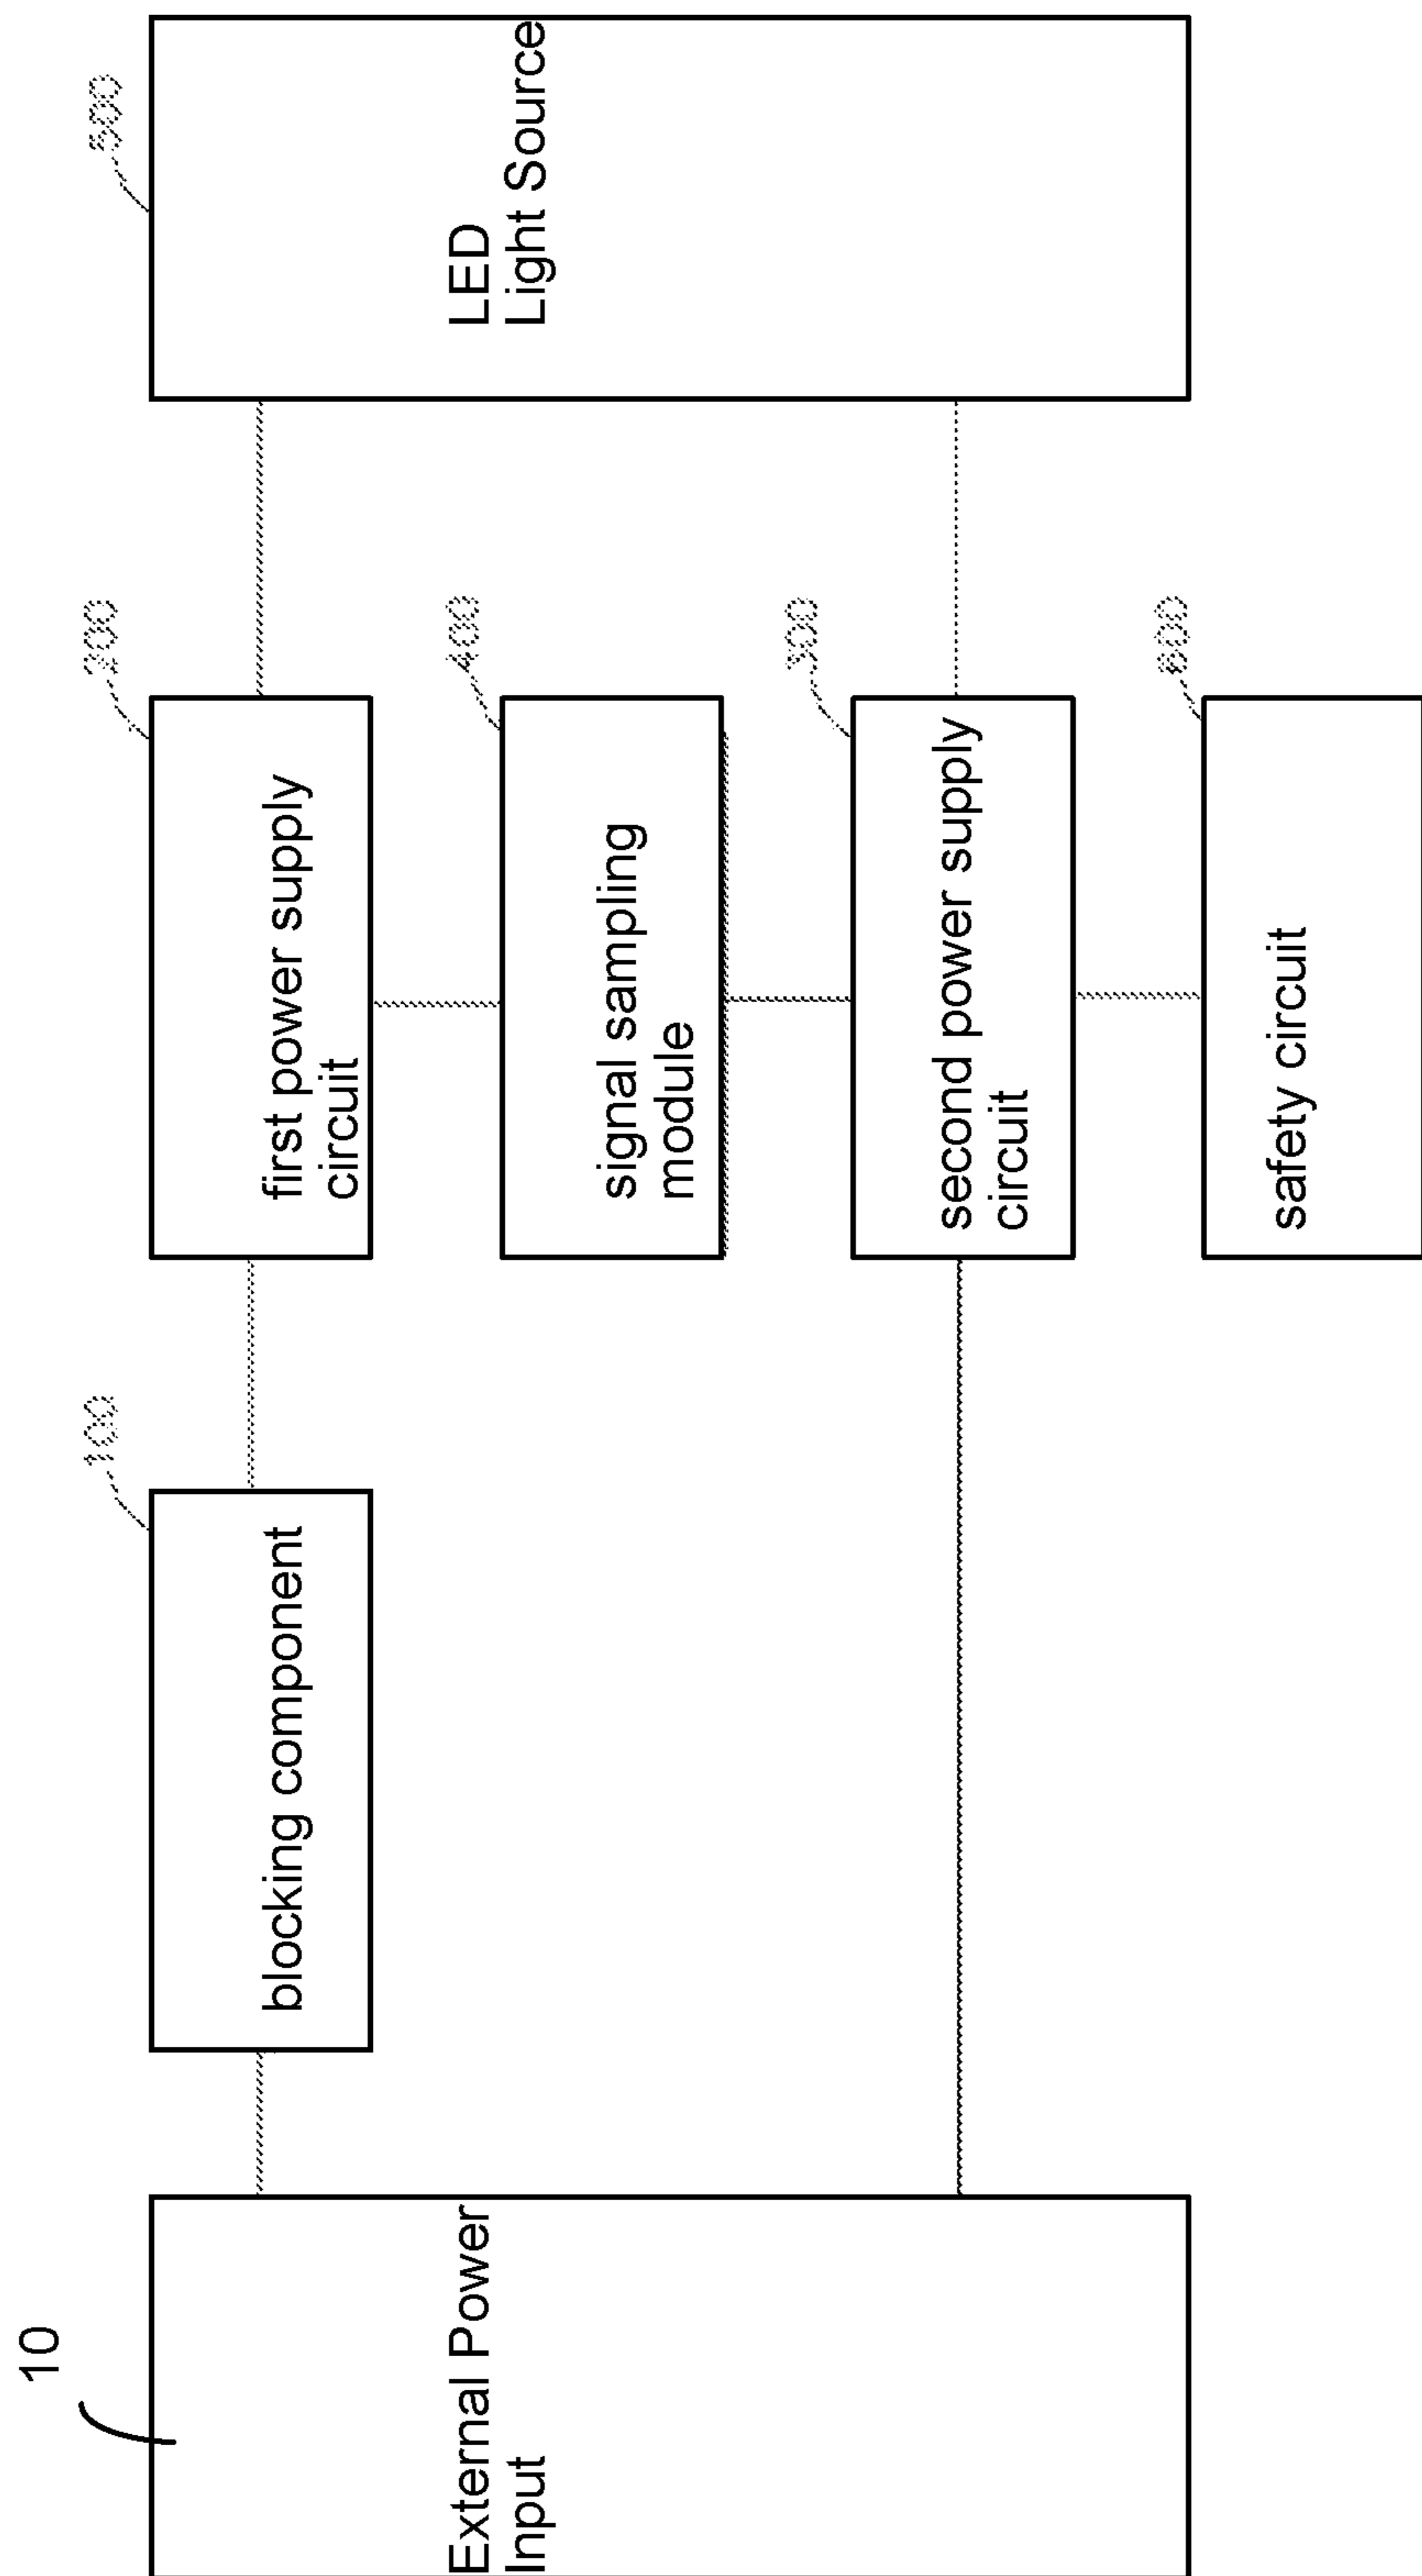 10
External Power
Input
100
blocking component
200
first power supply
circuit
400
signal sampling
module
300
second power supply
circuit
600
safety circuit
500
LED
Light Source